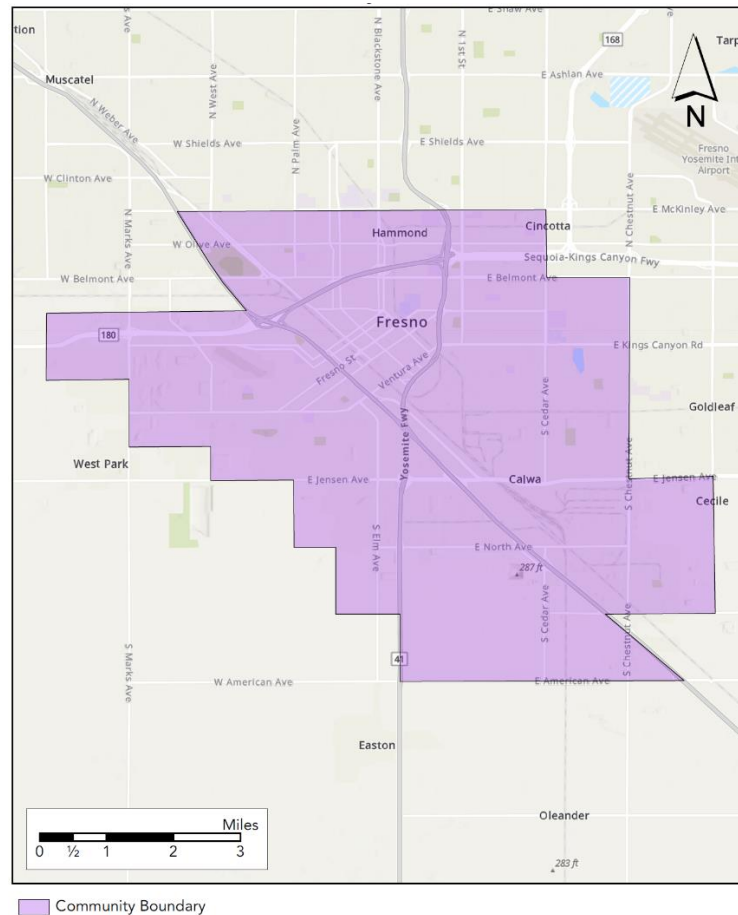 E Shaw Ave
tion
S Ave
N Blackstone Ave
N 1st St
168
Tarp
Muscatel
N West Ave
E Ashlan Ave
N
N Weber Ave
N Palm Ave
W Shields Ave
E Shields Ave
Fresno
Yosemite Int
Airport
W Clinton Ave
N Chestnut Ave
N Marks Ave
E McKinley Ave
Hammond
Cincotta
W Olive Ave
Sequoia-Kings Canyon Fwy
W Belmont Ave
E Belmont Ave
180
Fresno
E Kings Canyon Rd
Fresno St
Ventura Ave
S Cedar Ave
Goldleaf
Yosemite Fwy
West Park
E Jensen Ave
Calwa
S Chestnut Ave
E Jensen Ave
Cecile
S Elm Ave
E North Ave
287 ft
S Cedar Ave
S Chestnut Ave
S Marks Ave
41
W American Ave
E American Ave
Easton
Oleander
Miles
0 ½ 1 2 3
283 ft
Community Boundary